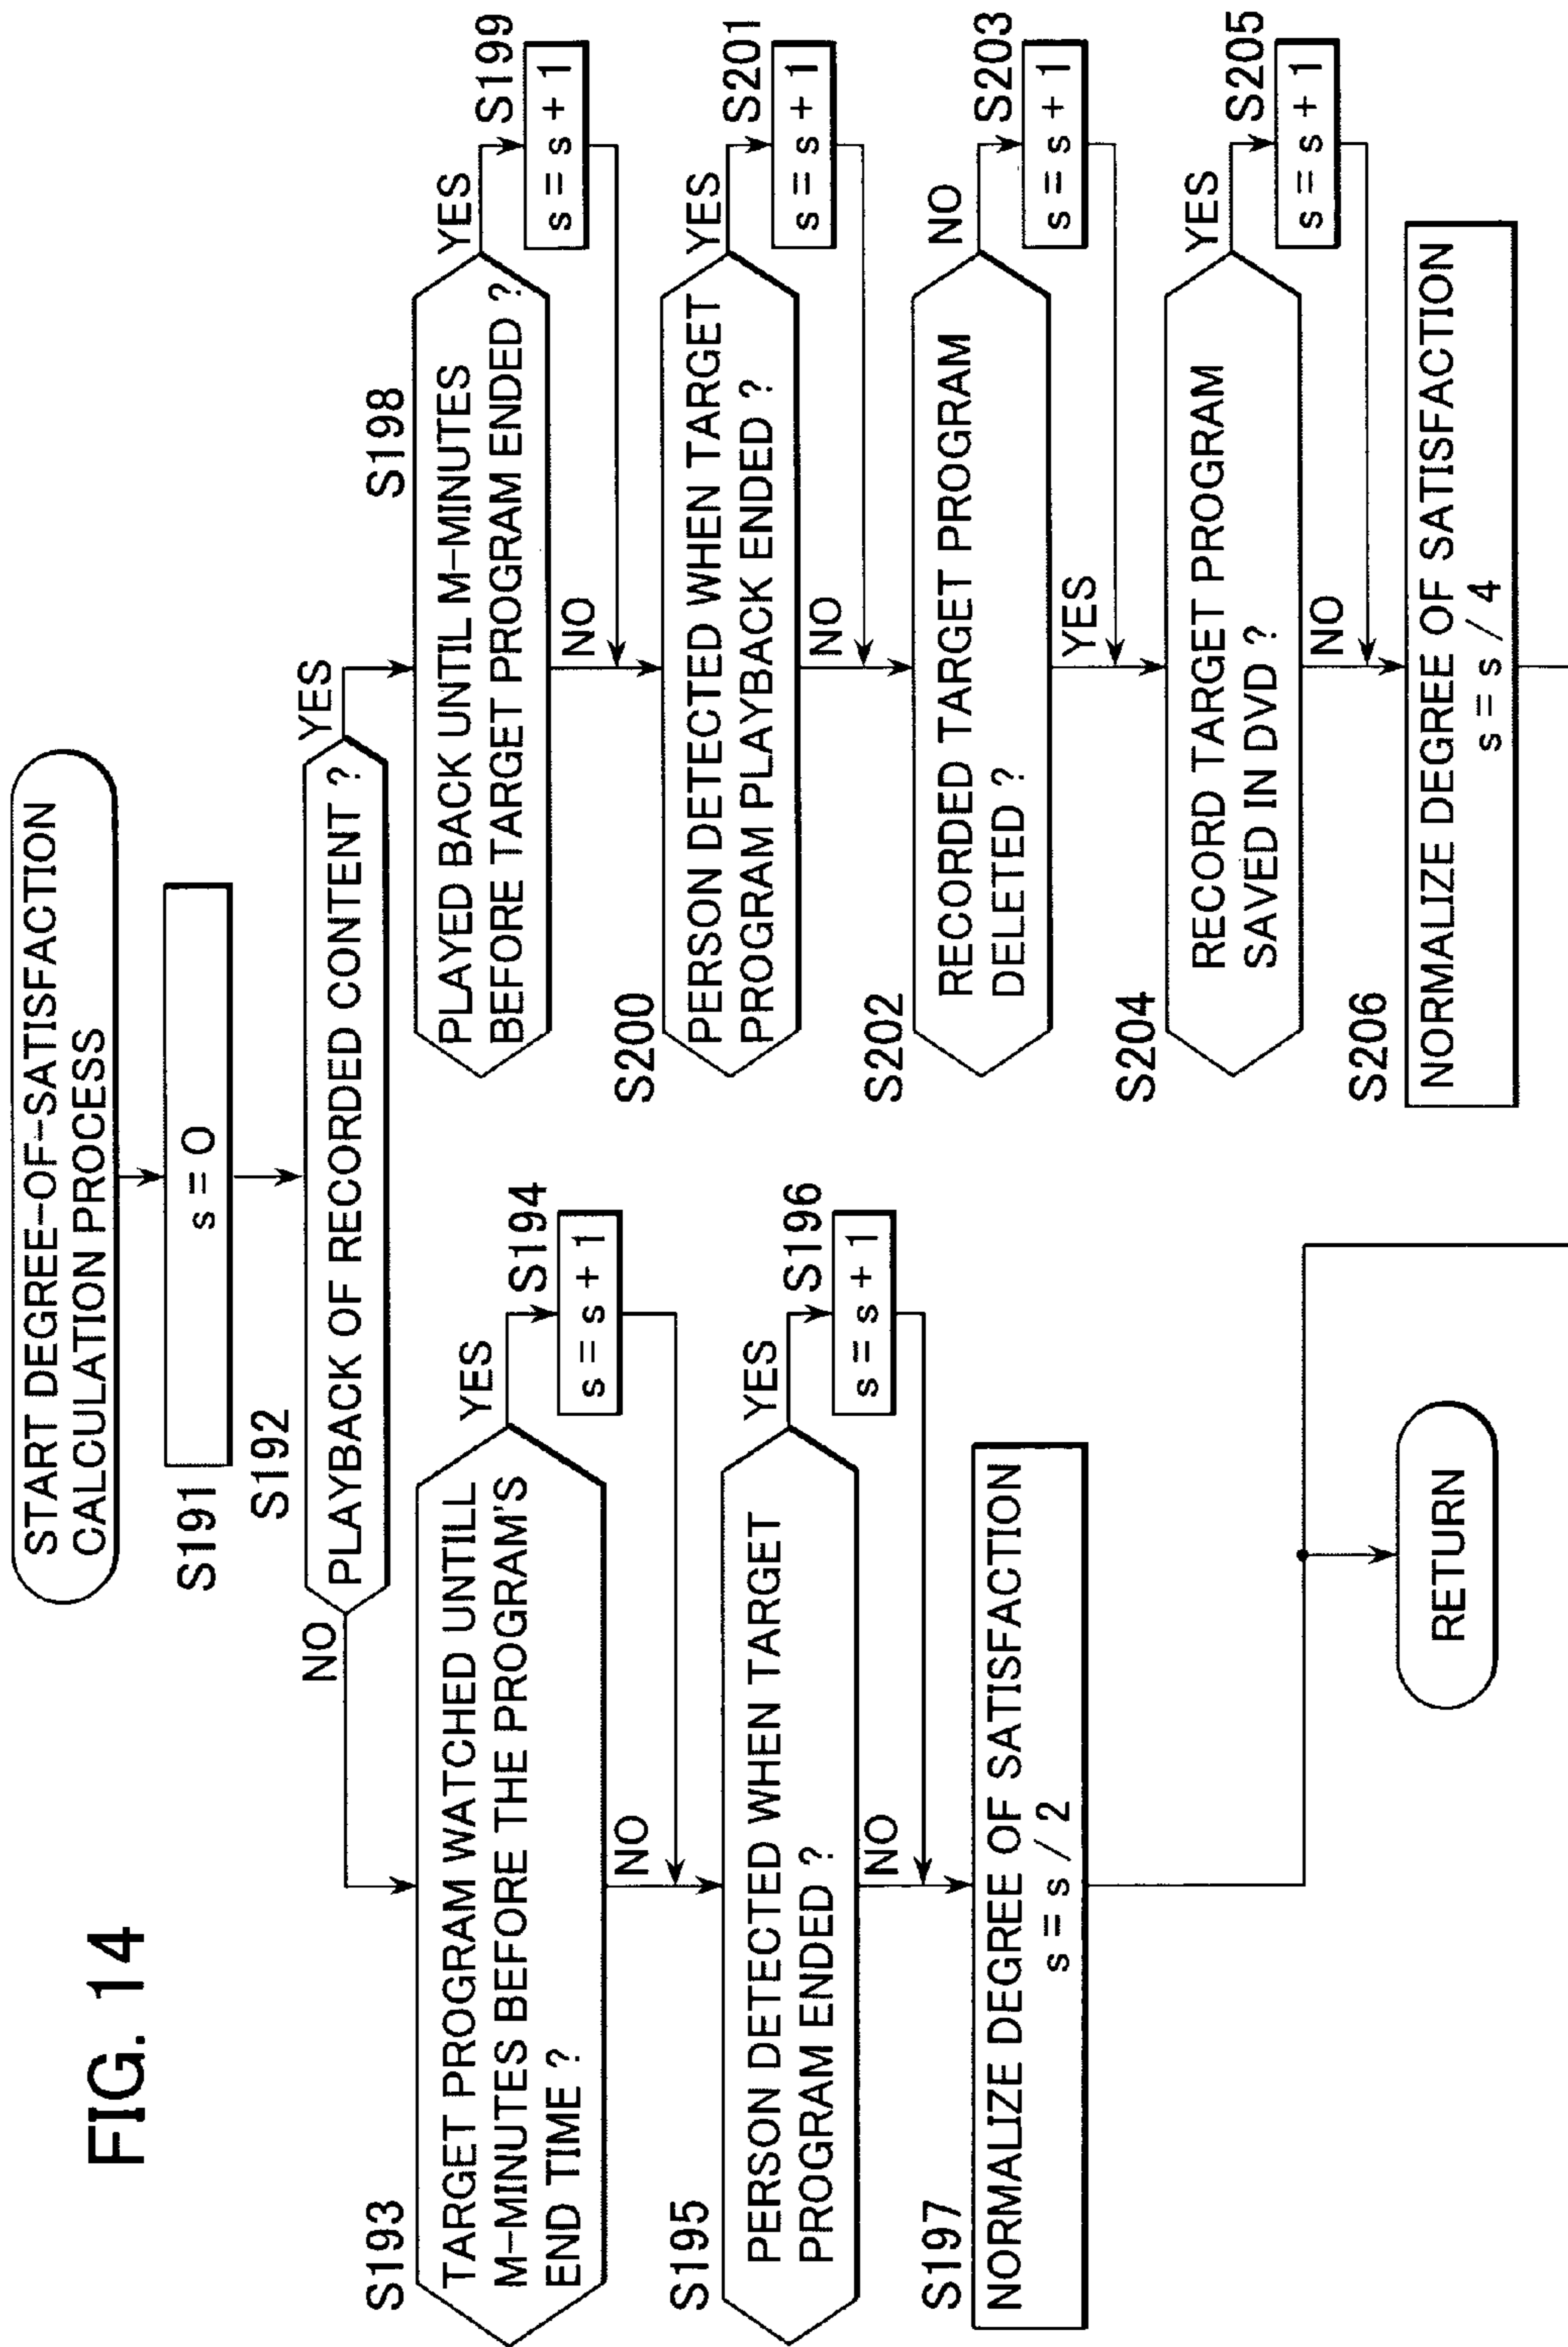 FIG. 14
START DEGREE-OF-SATISFACTION
CALCULATION PROCESS
S191
s = 0
S192
PLAYBACK OF RECORDED CONTENT ?
NO
YES
S193
TARGET PROGRAM WATCHED UNTILL
M-MINUTES BEFORE THE PROGRAM'S
END TIME ?
YES
S194
s = s + 1
NO
S195
PERSON DETECTED WHEN TARGET
PROGRAM ENDED ?
YES
S196
s = s + 1
NO
S197
NORMALIZE DEGREE OF SATISFACTION
s = s / 2
S198
PLAYED BACK UNTIL M-MINUTES
BEFORE TARGET PROGRAM ENDED ?
YES
S199
s = s + 1
NO
S200
PERSON DETECTED WHEN TARGET
PROGRAM PLAYBACK ENDED ?
YES
S201
s = s + 1
NO
S202
RECORDED TARGET PROGRAM
DELETED ?
NO
S203
s = s + 1
YES
S204
RECORD TARGET PROGRAM
SAVED IN DVD ?
YES
S205
s = s + 1
NO
S206
NORMALIZE DEGREE OF SATISFACTION
s = s / 4
RETURN